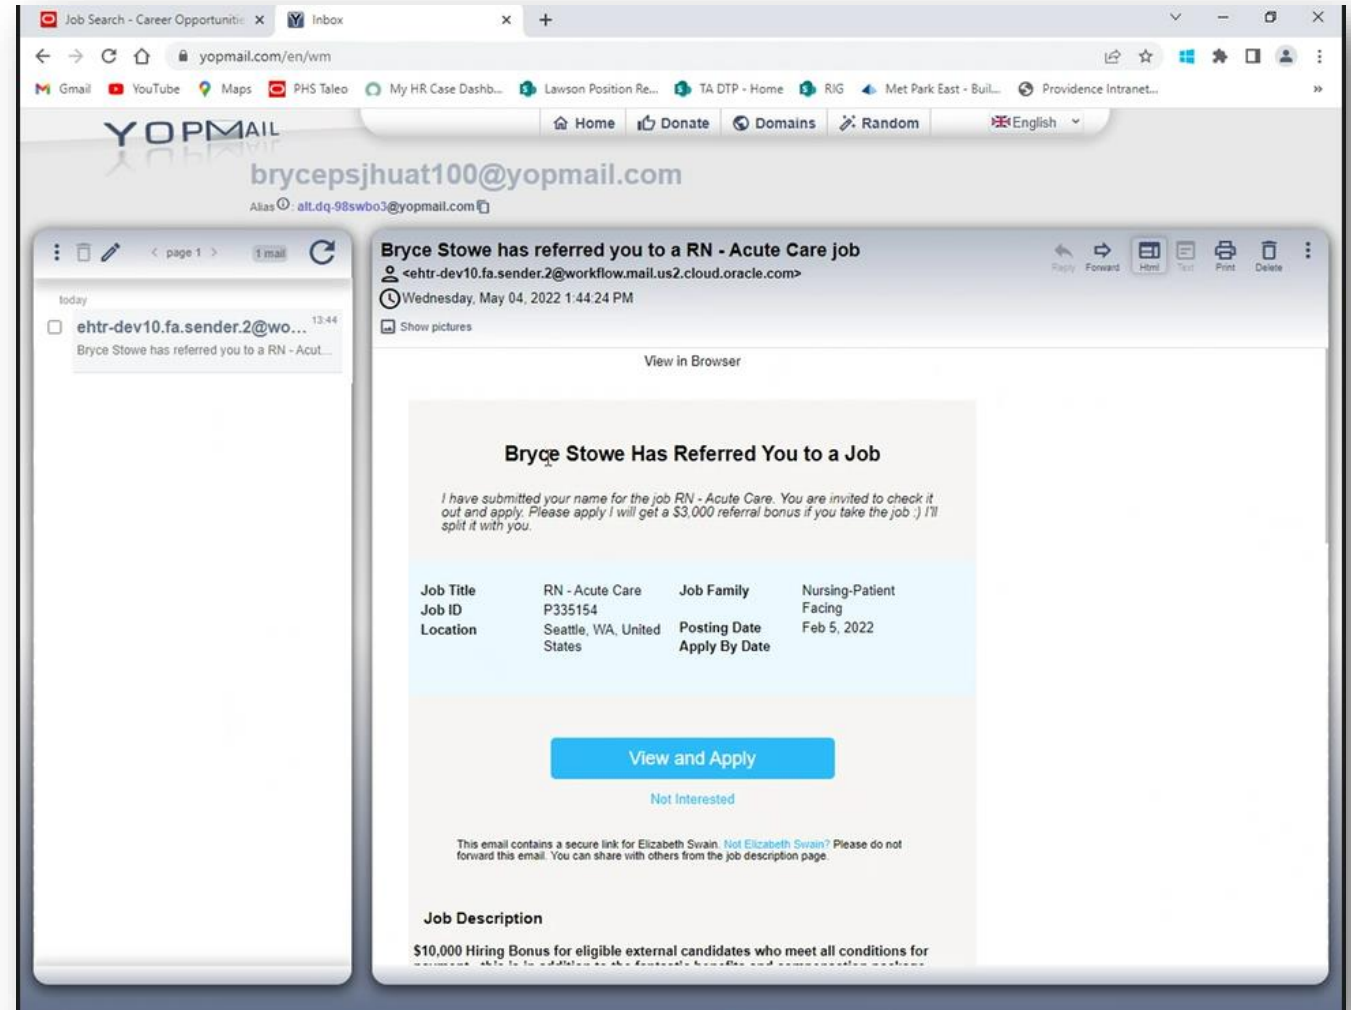 Job Search - Career Opportunitie
Inbox
yopmail.com/en/wm
Gmail YouTube Maps PHS Taleo My HR Case Dashb... Lawson Position Re... TA DTP - Home RIG Met Park East - Buil... Providence Intranet... »
YOPMAIL
Home Donate Domains Random English
brycepsjhuat100@yopmail.com
Alias : alt.dq-98swbo3@yopmail.com
< page 1 > 1 mail
today
ehtr-dev10.fa.sender.2@wo... 13:44
Bryce Stowe has referred you to a RN - Acut...
Bryce Stowe has referred you to a RN - Acute Care job
<ehtr-dev10.fa.sender.2@workflow.mail.us2.cloud.oracle.com>
Wednesday, May 04, 2022 1:44:24 PM
Reply Forward Html Text Print Delete
Show pictures
View in Browser
Bryce Stowe Has Referred You to a Job
I have submitted your name for the job RN - Acute Care. You are invited to check it
out and apply. Please apply I will get a $3,000 referral bonus if you take the job :) I'll
split it with you.
Job Title RN - Acute Care
Job ID P335154
Location Seattle, WA, United
States
Job Family Nursing-Patient
Facing
Posting Date Feb 5, 2022
Apply By Date
View and Apply
Not Interested
This email contains a secure link for Elizabeth Swain. Not Elizabeth Swain? Please do not
forward this email. You can share with others from the job description page.
Job Description
$10,000 Hiring Bonus for eligible external candidates who meet all conditions for